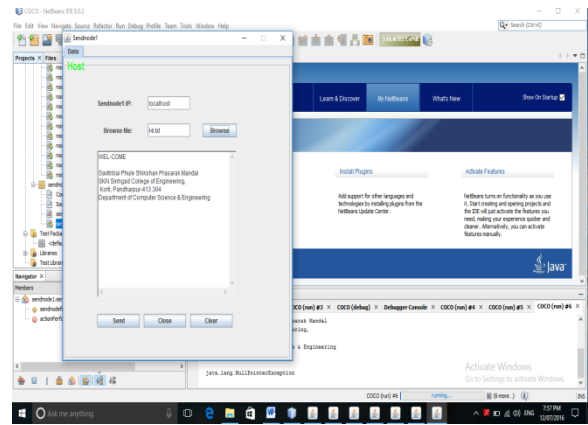 COCO - NetBeans IDE 8.0.2
File Edit View Navigate Source Refactor Run Debug Profile Team Tools Window Help
Search (Ctrl+I)
Sendnode1
Data
Projects × Files
Host
Sendnode1 IP: localhost
Browse file: Hi.txt Browse
WEL-COME
Savitribai Phule Shikshan Prasarak Mandal
SKN Sinhgad College of Engineering,
Korti, Pandharpur-413 304
Department of Computer Science & Engineering
Send Close Clear
Learn & Discover My NetBeans What's New Show On Startup
Install Plugins Activate Features
Add support for other languages and
technologies by installing plugins from the
NetBeans Update Center.
NetBeans turns on functionality as you use
it. Start creating and opening projects and
the IDE will just activate the features you
need, making your experience quicker and
cleaner. Alternatively, you can activate
features manually.
Java
Test Packa
Libraries
Test Librari
Navigator ×
Members
COCO (run) #2 × COCO (debug) × Debugger Console × COCO (run) #4 × COCO (run) #5 × COCO (run) #6 ×
sarak Mandal
ering,
e & Engineering
java.lang.NullPointerException
Activate Windows
Go to Settings to activate Windows.
COCO (run) #6 running... (6 more...) INS
Ask me anything
ENG 7:57 PM
12/07/2016